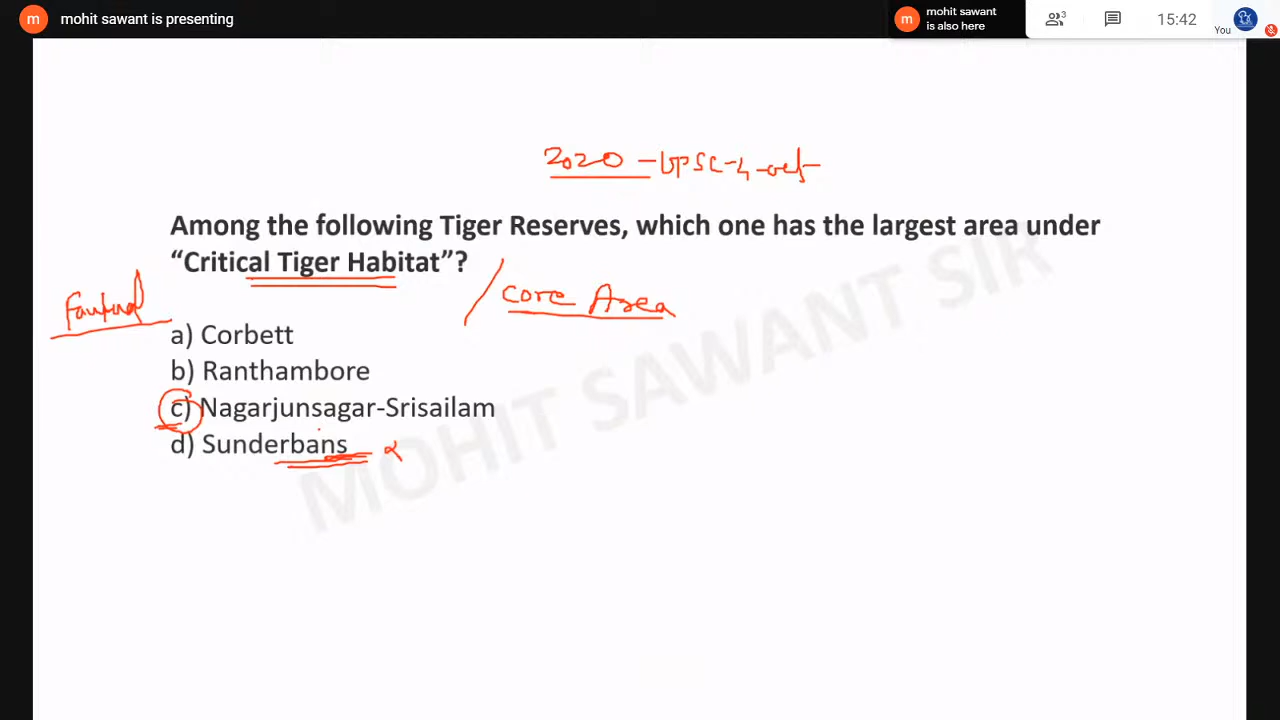 m mohit sawant is presenting
m mohit sawant
is also here
3
15:42
You
2020 - UPSC - 4 - oct
Among the following Tiger Reserves, which one has the largest area under
“Critical Tiger Habitat”?
/ Core Area
a) Corbett
b) Ranthambore
c) Nagarjunsagar-Srisailam
d) Sunderbans
MOHIT SAWANT SIR